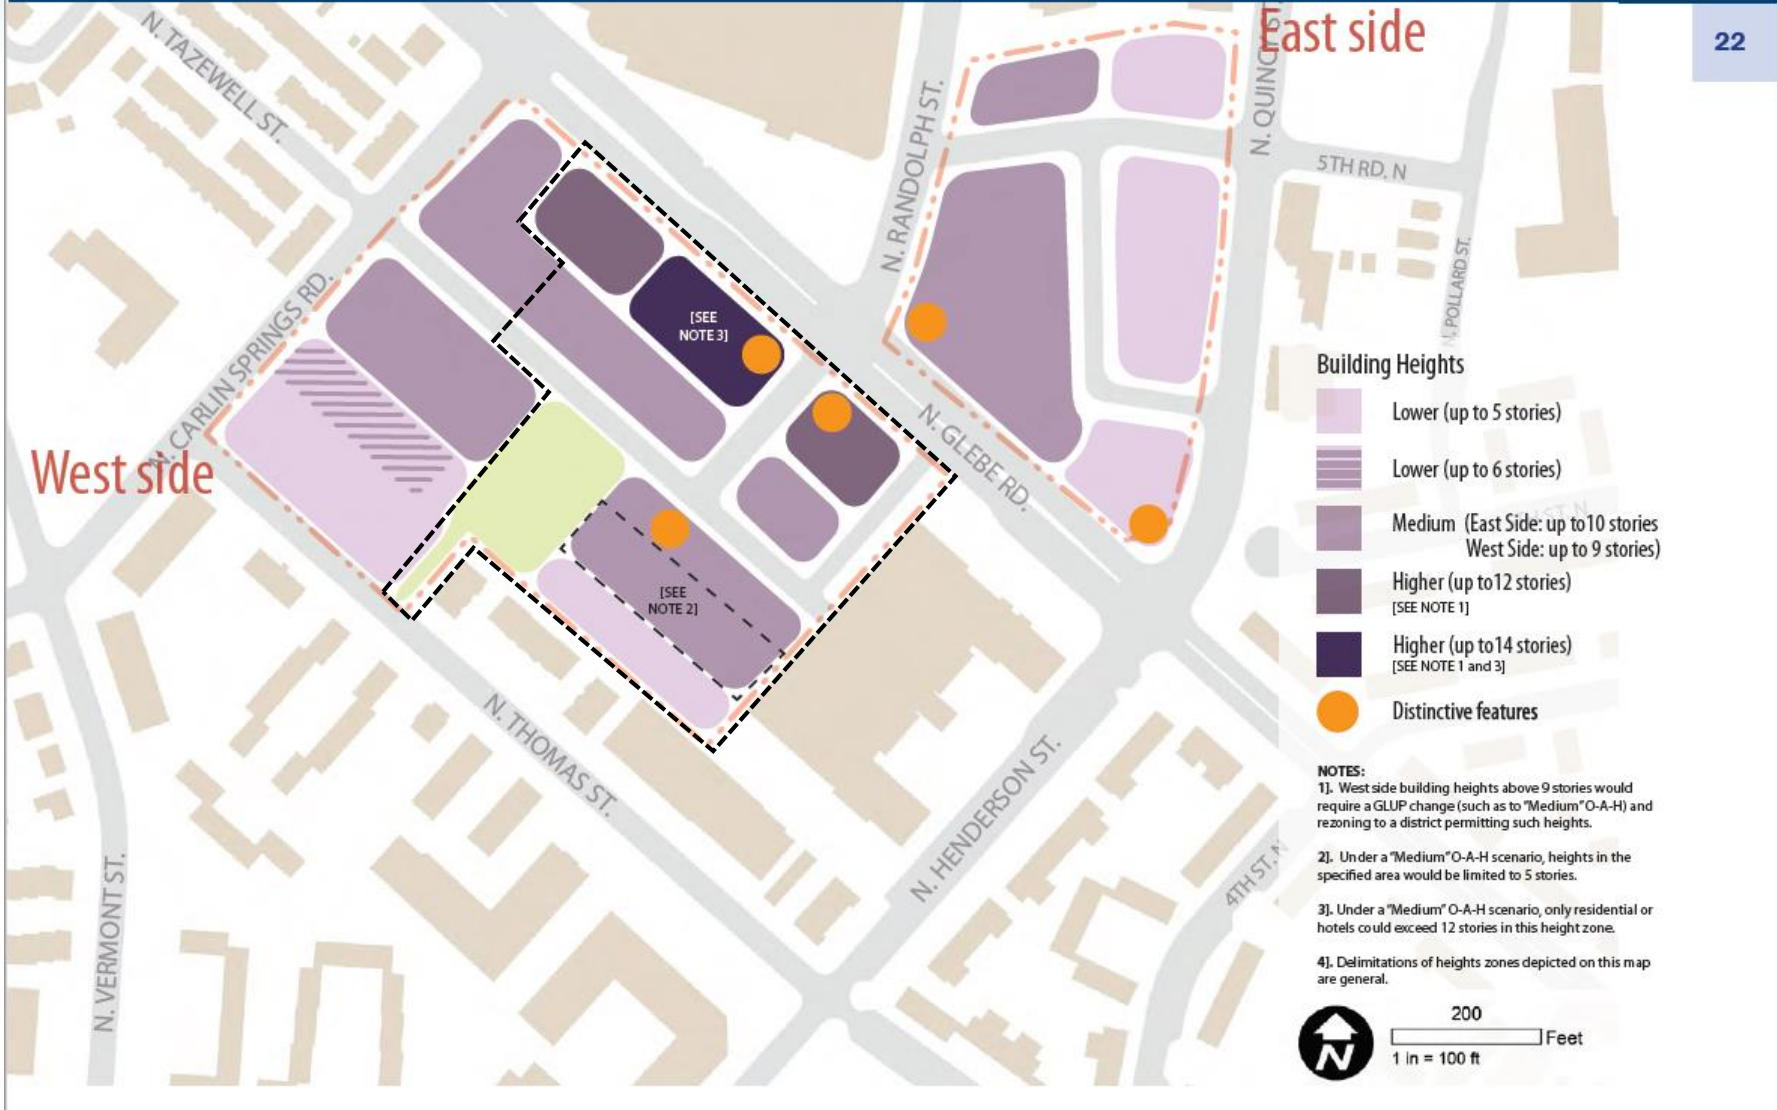 East side
22
N. TAZEWELL ST.
N. RANDOLPH ST.
N. QUINCY ST.
5TH RD. N
N. POLLARD ST.
N. CARLIN SPRINGS RD.
[SEE
NOTE 3]
N. GLEBE RD.
West side
[SEE
NOTE 2]
N. THOMAS ST.
N. HENDERSON ST.
N. VERMONT ST.
4TH ST. N
Building Heights
Lower (up to 5 stories)
Lower (up to 6 stories)
Medium (East Side: up to10 stories
West Side: up to 9 stories)
Higher (up to12 stories)
[SEE NOTE 1]
Higher (up to14 stories)
[SEE NOTE 1 and 3]
Distinctive features
NOTES:
1]. West side building heights above 9 stories would
require a GLUP change (such as to "Medium" O-A-H) and
rezoning to a district permitting such heights.
2]. Under a "Medium" O-A-H scenario, heights in the
specified area would be limited to 5 stories.
3]. Under a "Medium" O-A-H scenario, only residential or
hotels could exceed 12 stories in this height zone.
4]. Delimitations of heights zones depicted on this map
are general.
N
200
Feet
1 in = 100 ft